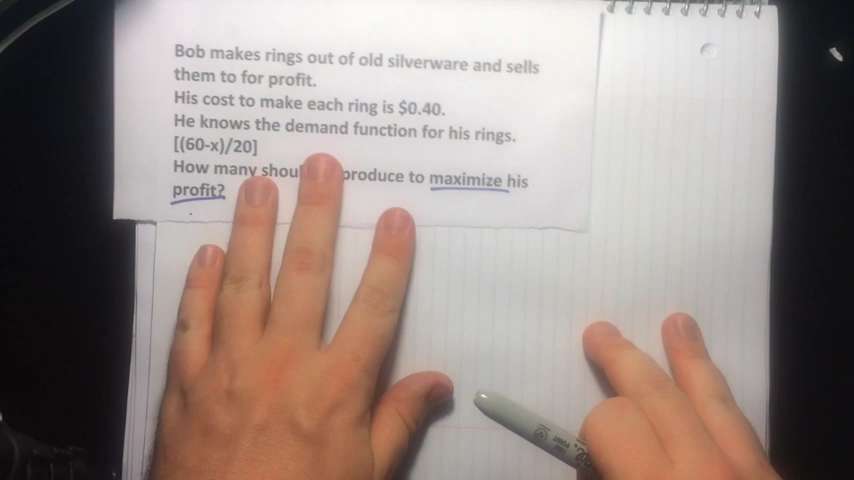 Bob makes rings out of old silverware and sells
them to for profit.
His cost to make each ring is $0.40.
He knows the demand function for his rings.
[(60-x)/20]
How many produce to maximize his
profit?